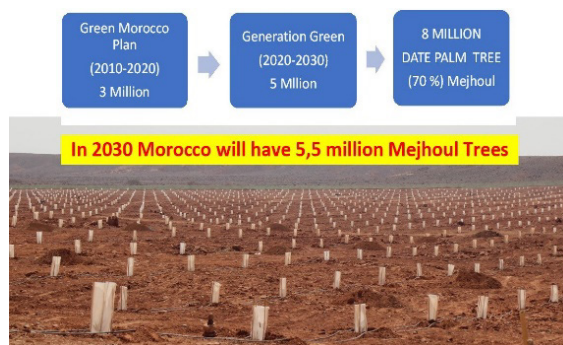 Green Morocco
Plan
(2010-2020)
3 Million
Generation Green
(2020-2030)
5 Mllion
8 MILLION
DATE PALM TREE
(70 %) Mejhoul
In 2030 Morocco will have 5,5 million Mejhoul Trees